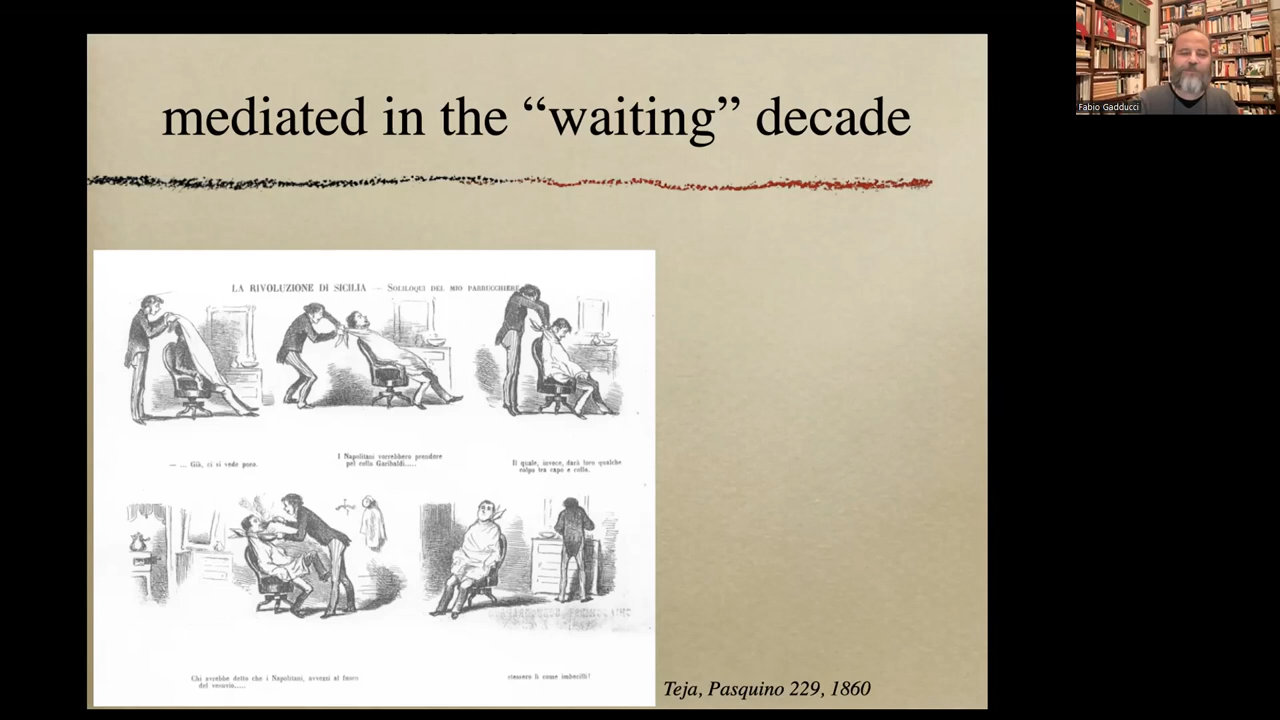 mediated in the “waiting” decade
Fabio Gadducci
LA RIVOLUZIONE DI SICILIA — SOLILOQUI DEL MIO PARRUCCHIERE
— ... Già, ci si vede poco.
I Napolitani vorrebbero prendere
pel collo Garibaldi.....
Il quale, invece, darà loro qualche
colpo tra capo e collo.
Chi avrebbe detto che i Napolitani, avvezzi al fuoco
del vesuvio.....
stassero lì come imbecilli!
Teja, Pasquino 229, 1860